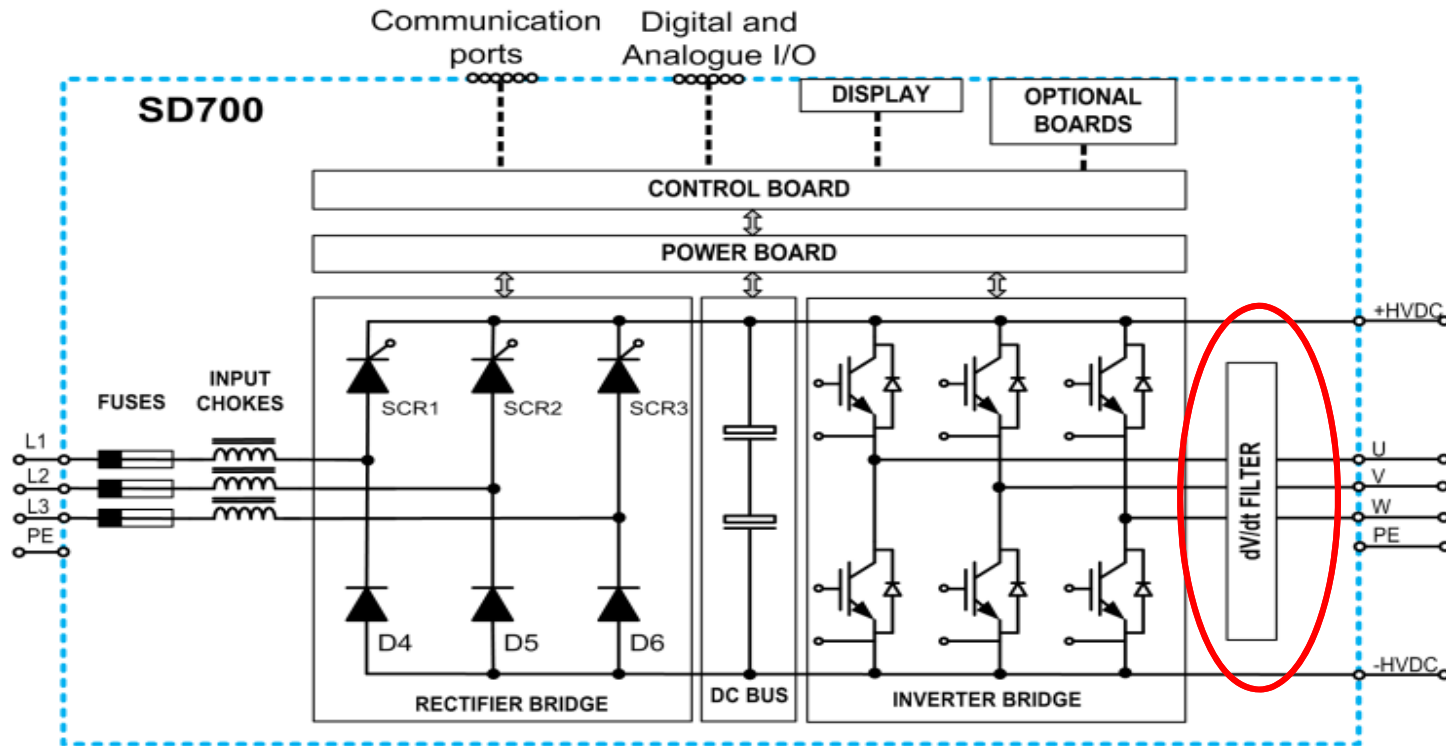 Communication
ports
Digital and
Analogue I/O
SD700
DISPLAY
OPTIONAL
BOARDS
CONTROL BOARD
POWER BOARD
+HVDC
INPUT
CHOKES
FUSES
SCR1
SCR2
SCR3
L1
L2
L3
PE
U
V
W
PE
dV/dt FILTER
D4
D5
D6
-HVDC
RECTIFIER BRIDGE
DC BUS
INVERTER BRIDGE